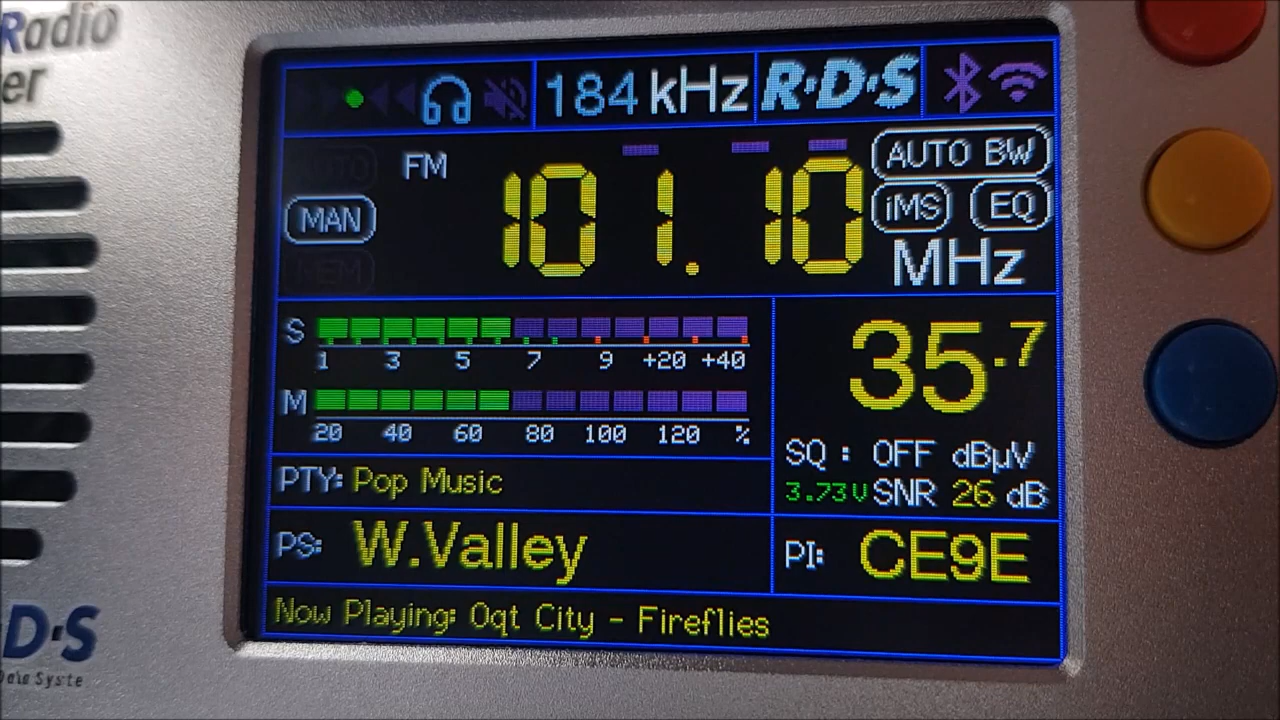 Radio
er
184 kHz R·D·S
FM
101.10
MHz
AUTO BW
iMS EQ
MAN
MEM
S
1 3 5 7 9 +20 +40
M
20 40 60 80 100 120 %
35.7
SQ : OFF dBµV
3.73V SNR 26 dB
PTY: Pop Music
PS: W.Valley
PI: CE9E
Now Playing: Oqt City - Fireflies
D·S
Data Syste